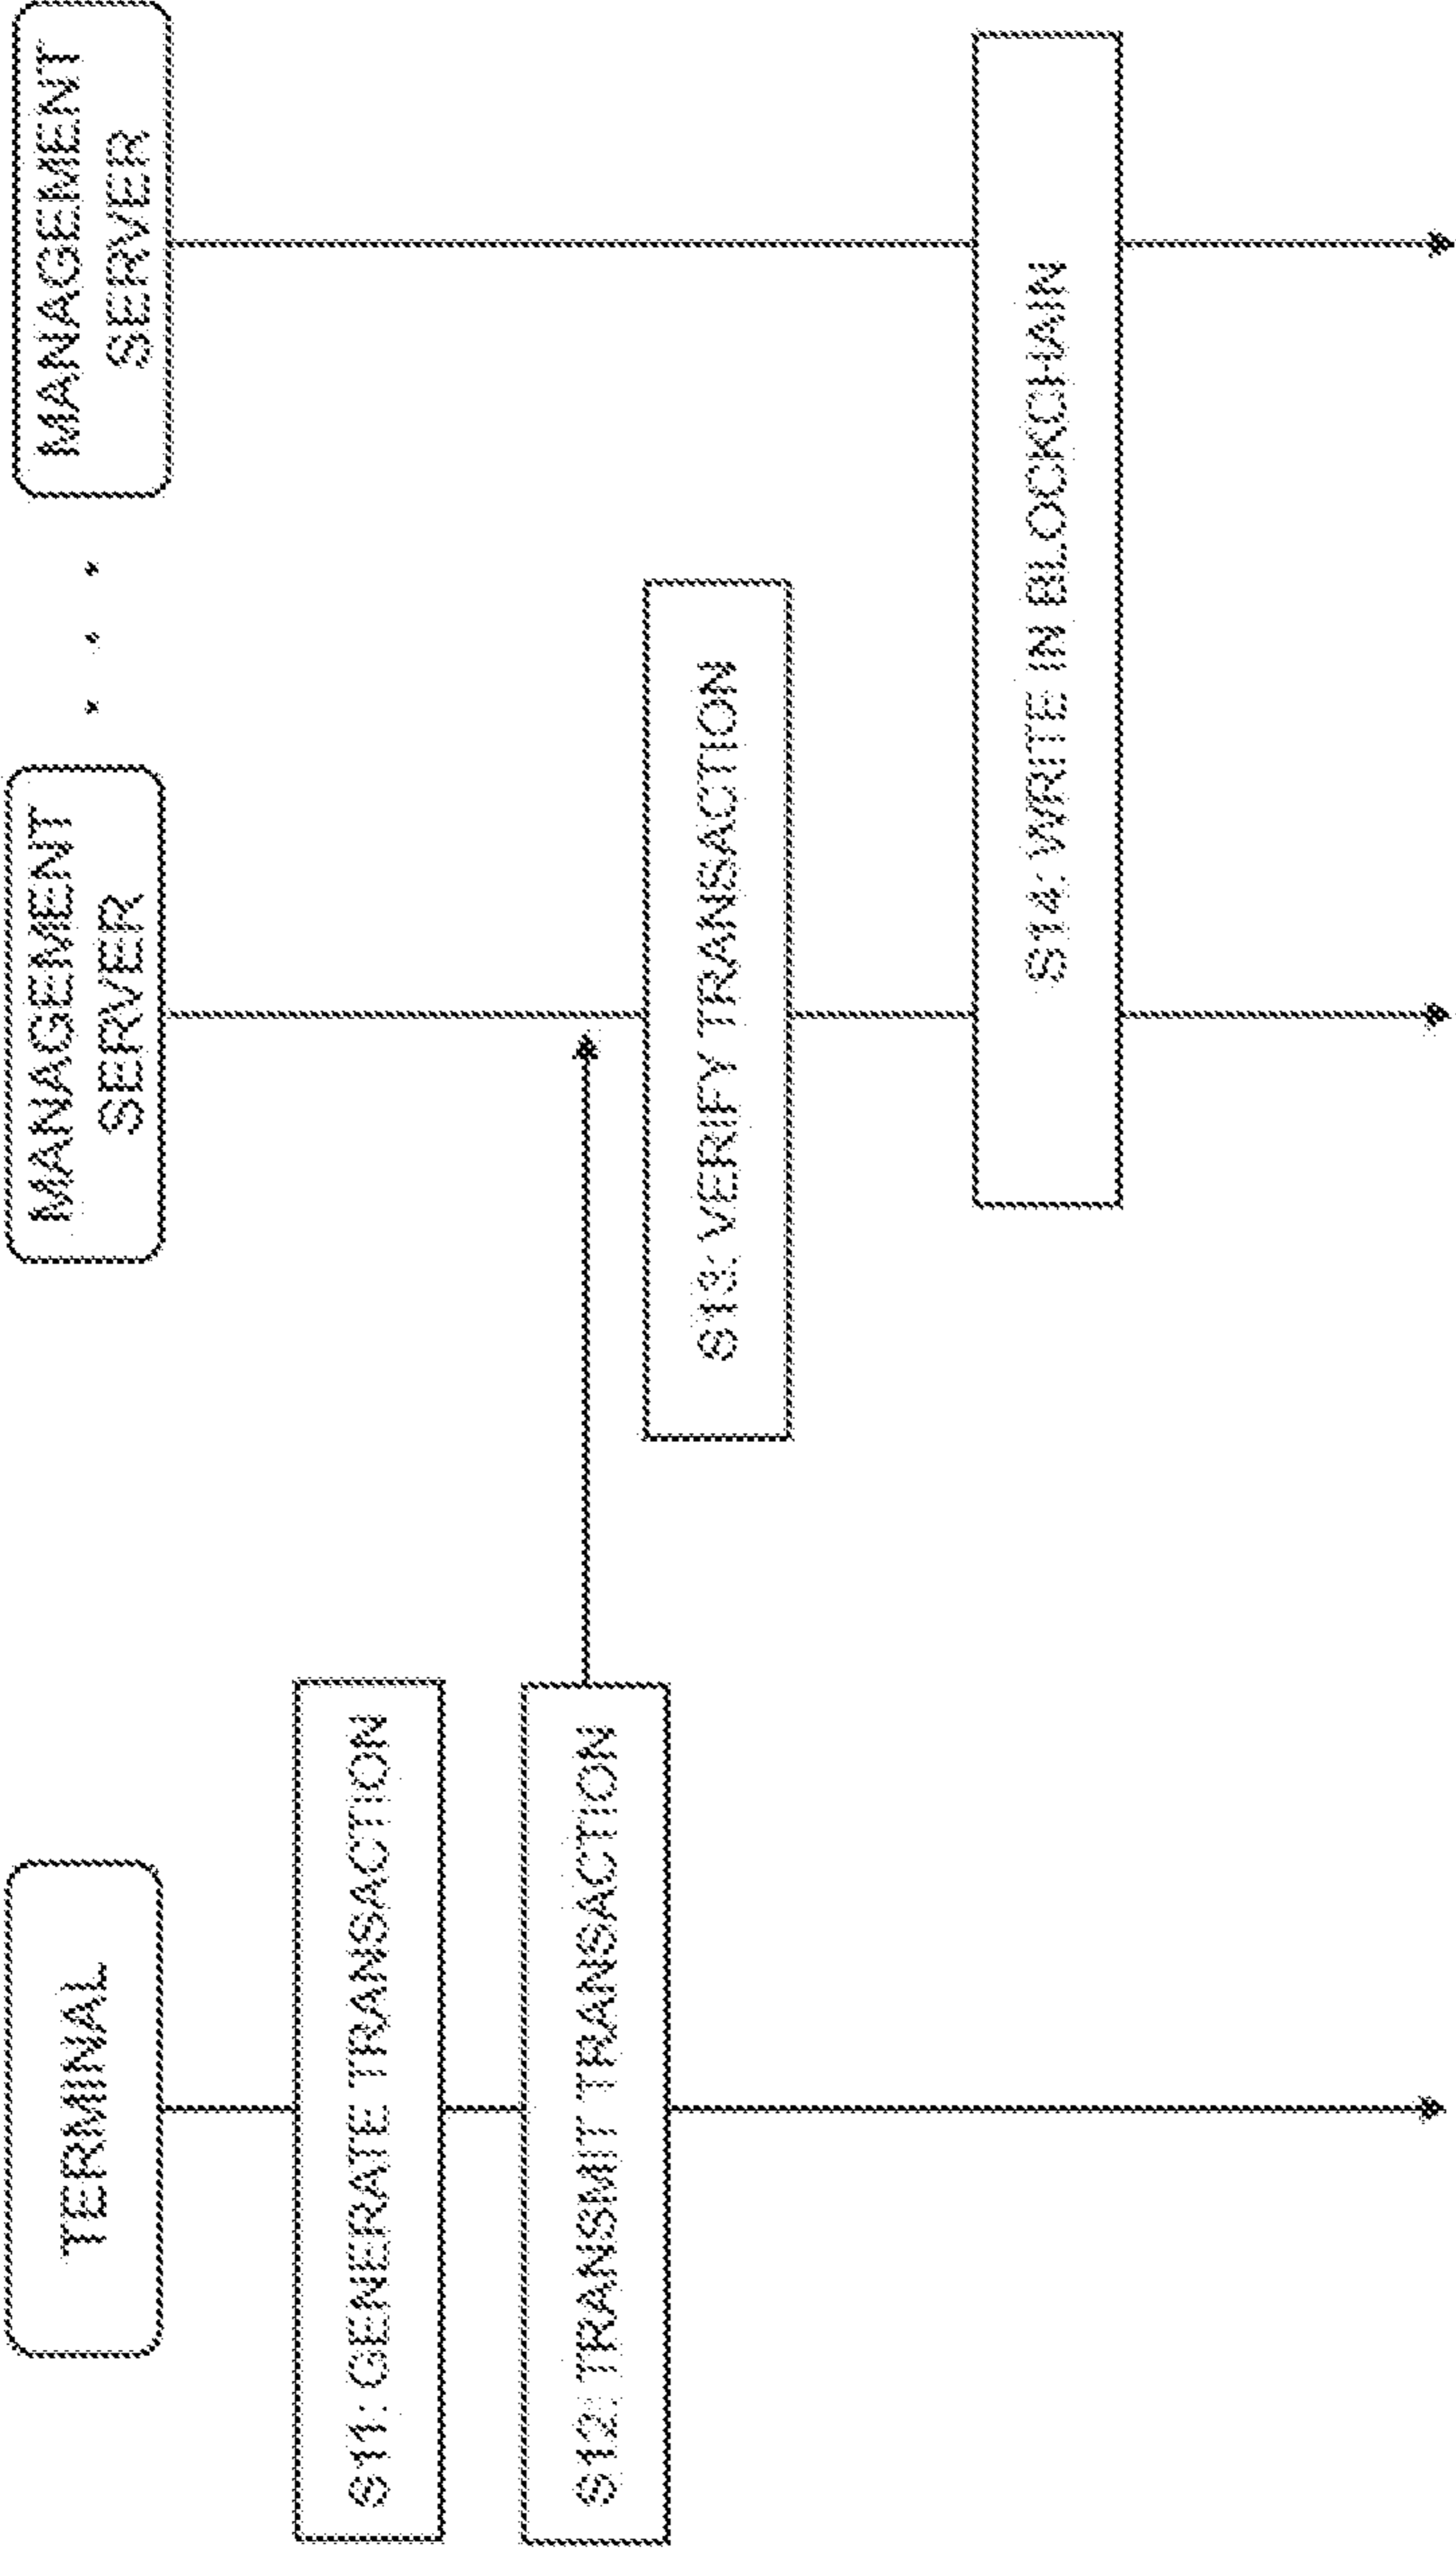 TERMINAL
MANAGEMENT
SERVER
. . .
MANAGEMENT
SERVER
S11: GENERATE TRANSACTION
S12: TRANSMIT TRANSACTION
S13: VERIFY TRANSACTION
S14: WRITE IN BLOCKCHAIN